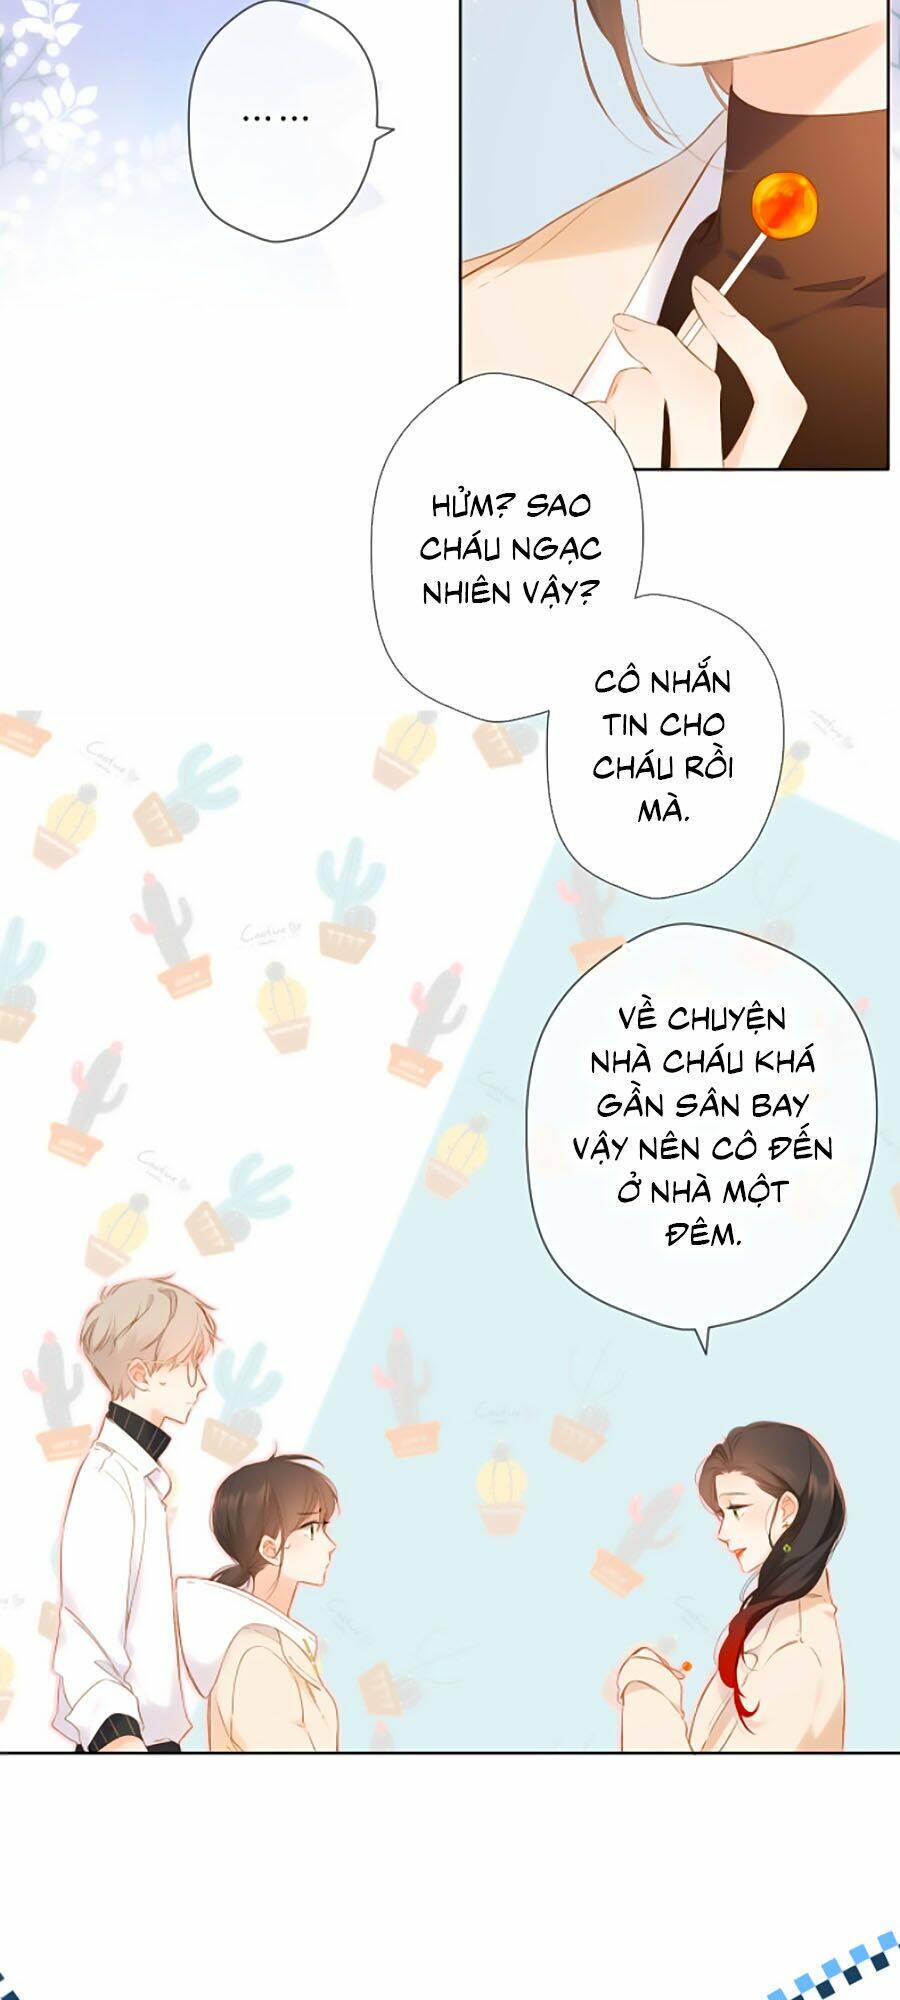 ......
HỬM? SAO
CHÁU NGẠC
NHIÊN VẬY?
CÔ NHẮN
TIN CHO
CHÁU RỒI
MÀ.
VỀ CHUYỆN
NHÀ CHÁU KHÁ
GẦN SÂN BAY
VẬY NÊN CÔ ĐẾN
Ở NHÀ MỘT
ĐÊM.